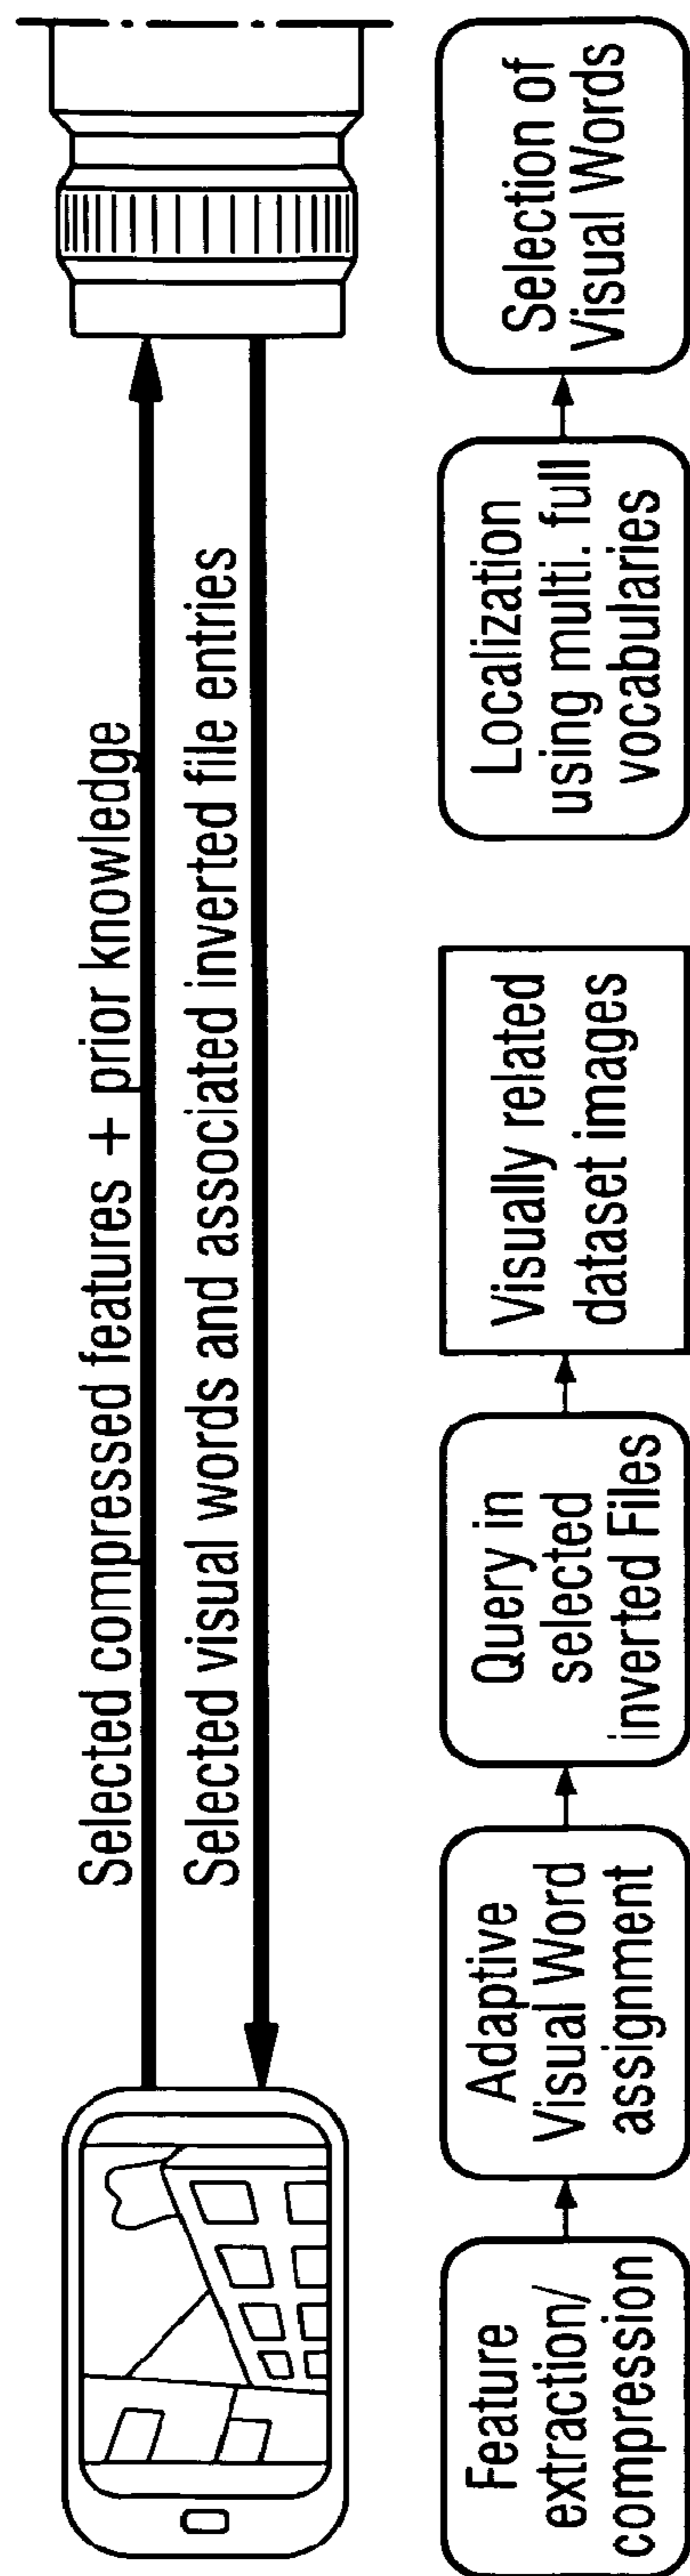 Selected compressed features + prior knowledge
Selected visual words and associated inverted file entries
Feature
extraction/
compression
Adaptive
Visual Word
assignment
Query in
selected
inverted Files
Visually related
dataset images
Localization
using multi. full
vocabularies
Selection of
Visual Words